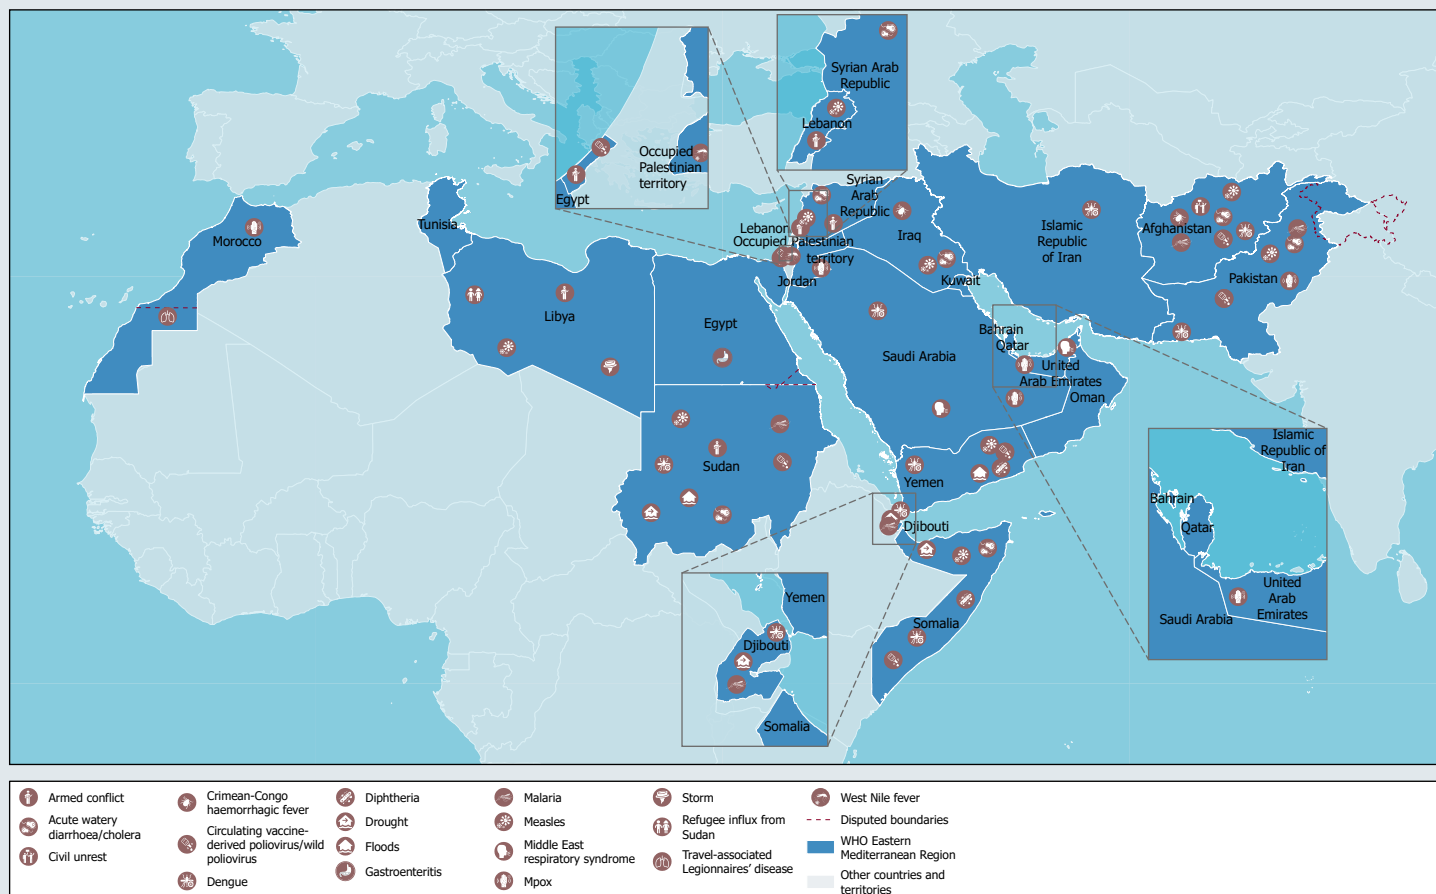 Syrian Arab
Republic
Lebanon
Occupied
Palestinian
territory
Egypt
Morocco
Tunisia
Syrian
Arab
Republic
Lebanon
Occupied Palestinian
territory
Jordan
Iraq
Kuwait
Islamic
Republic
of Iran
Afghanistan
Pakistan
Libya
Egypt
Saudi Arabia
Bahrain
Qatar
United
Arab Emirates
Oman
Sudan
Yemen
Djibouti
Somalia
Islamic
Republic of
Iran
Bahrain
Qatar
United
Arab
Emirates
Saudi Arabia
Yemen
Djibouti
Somalia
Armed conflict
Acute watery
diarrhoea/cholera
Civil unrest
Crimean-Congo
haemorrhagic fever
Circulating vaccine-
derived poliovirus/wild
poliovirus
Dengue
Diphtheria
Drought
Floods
Gastroenteritis
Malaria
Measles
Middle East
respiratory syndrome
Mpox
Storm
Refugee influx from
Sudan
Travel-associated
Legionnaires' disease
West Nile fever
Disputed boundaries
WHO Eastern
Mediterranean Region
Other countries and
territories